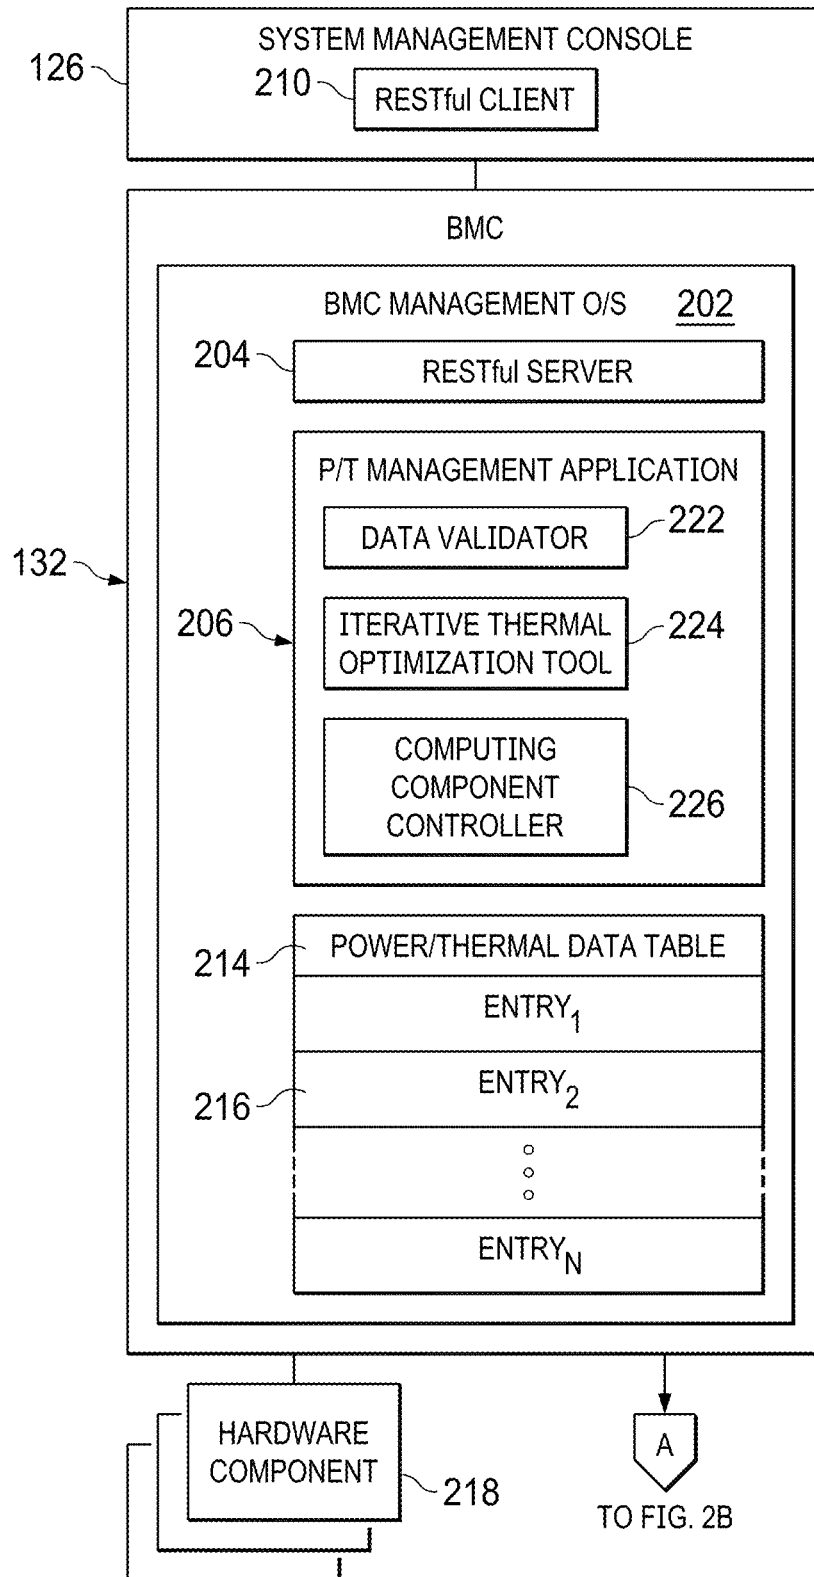 SYSTEM MANAGEMENT CONSOLE
126
210
RESTful CLIENT
BMC
BMC MANAGEMENT O/S 202
204
RESTful SERVER
P/T MANAGEMENT APPLICATION
DATA VALIDATOR
222
132
206
ITERATIVE THERMAL
OPTIMIZATION TOOL
224
COMPUTING
COMPONENT
CONTROLLER
226
214
POWER/THERMAL DATA TABLE
ENTRY1
216
ENTRY2
ENTRYN
HARDWARE
COMPONENT
218
A
TO FIG. 2B